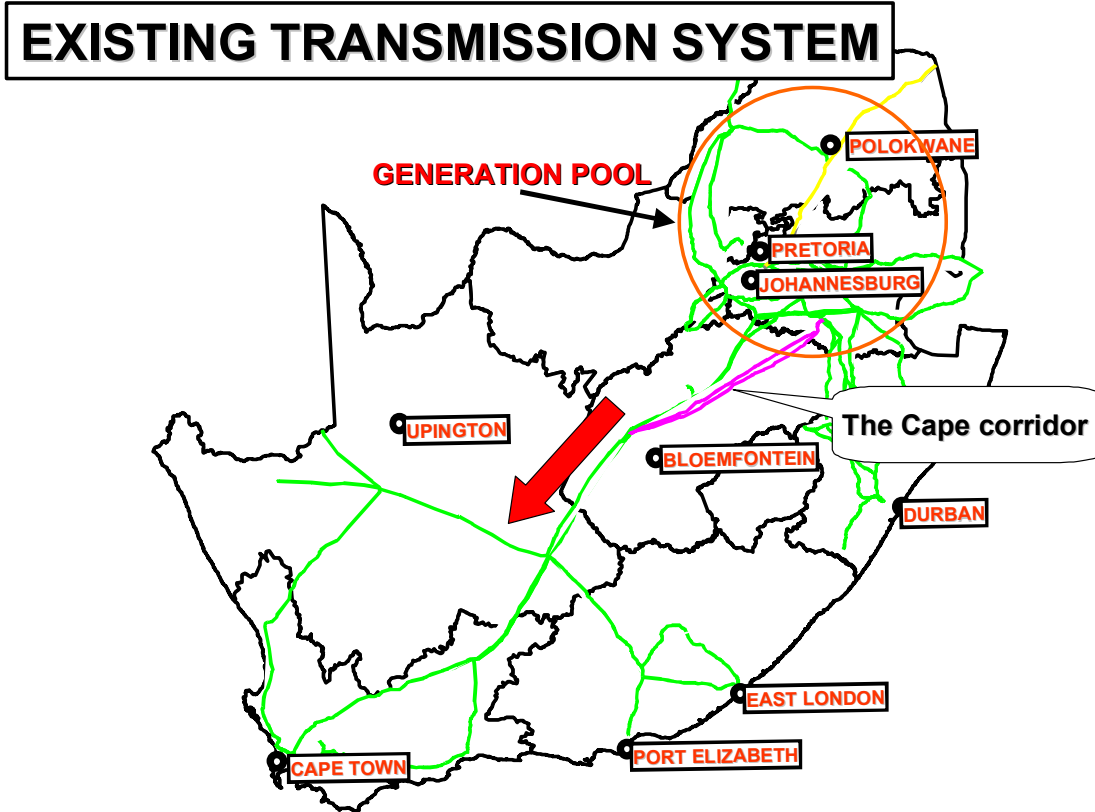 EXISTING TRANSMISSION SYSTEM
POLOKWANE
GENERATION POOL
PRETORIA
JOHANNESBURG
The Cape corridor
UPINGTON
BLOEMFONTEIN
DURBAN
EAST LONDON
PORT ELIZABETH
CAPE TOWN